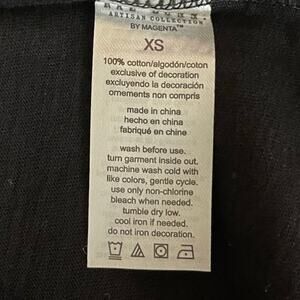 ARTISAN COLLECTION
BY MAGENTA™
XS
100% cotton/algodón/coton
exclusive of decoration
excluyendo la decoración
ornements non compris
made in china
hecho en china
fabriqué en chine
wash before use.
turn garment inside out.
machine wash cold with
like colors, gentle cycle.
use only non-chlorine
bleach when needed.
tumble dry low.
cool iron if needed.
do not iron decoration.